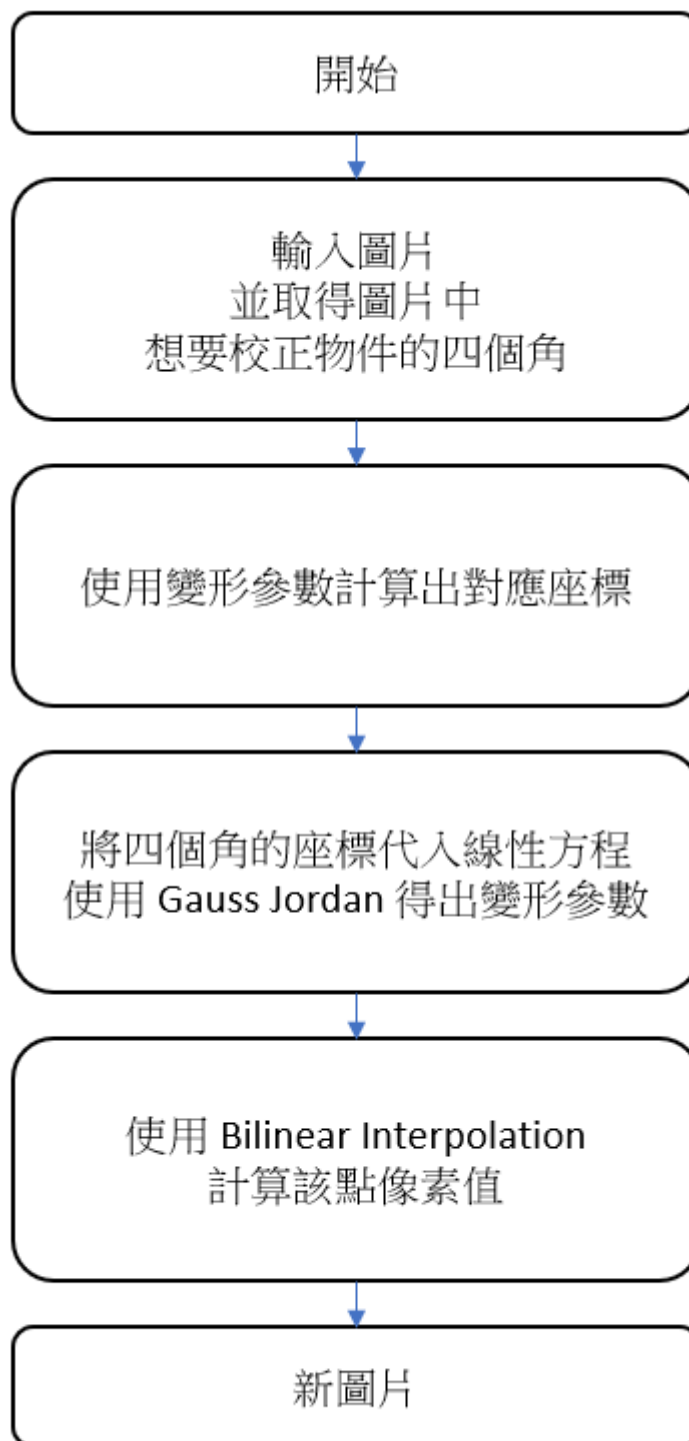 開始
輸入圖片
並取得圖片中
想要校正物件的四個角
使用變形參數計算出對應座標
將四個角的座標代入線性方程
使用 Gauss Jordan 得出變形參數
使用 Bilinear Interpolation
計算該點像素值
新圖片